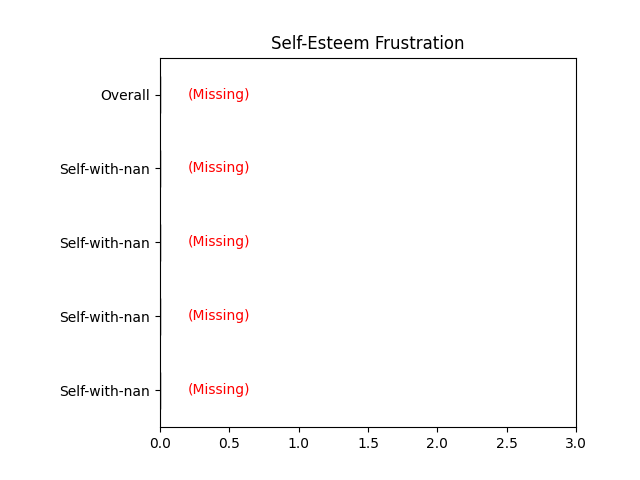 Self-Esteem Frustration
Overall (Missing)
Self-with-nan (Missing)
Self-with-nan (Missing)
Self-with-nan (Missing)
Self-with-nan (Missing)
0.0 0.5 1.0 1.5 2.0 2.5 3.0